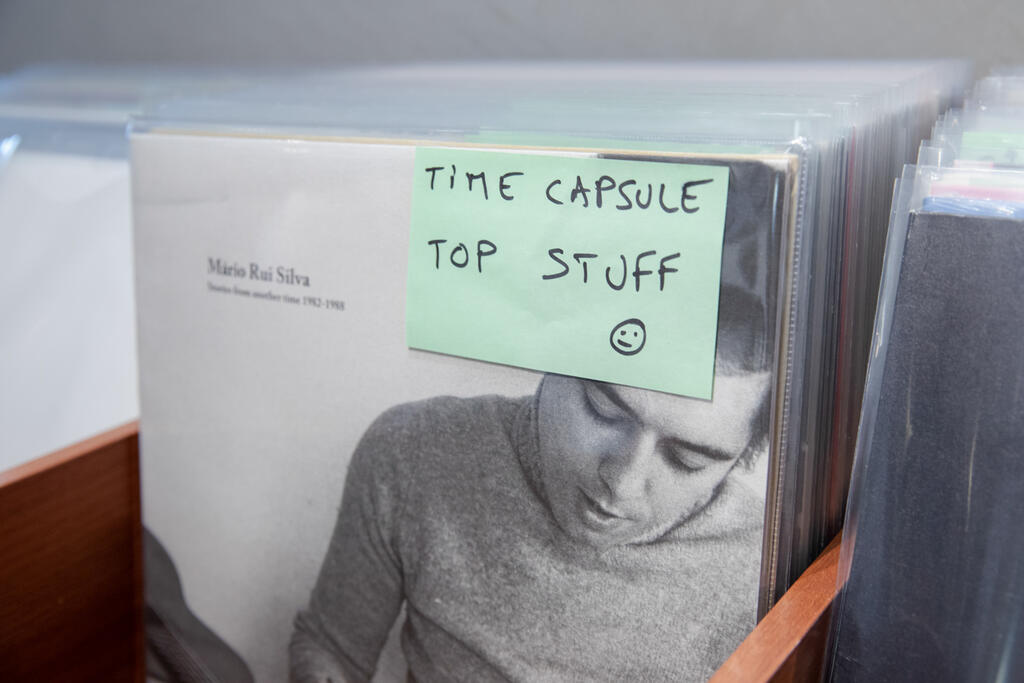 TIME CAPSULE
TOP STUFF
Mário Rui Silva
Stories from another time 1982-1988